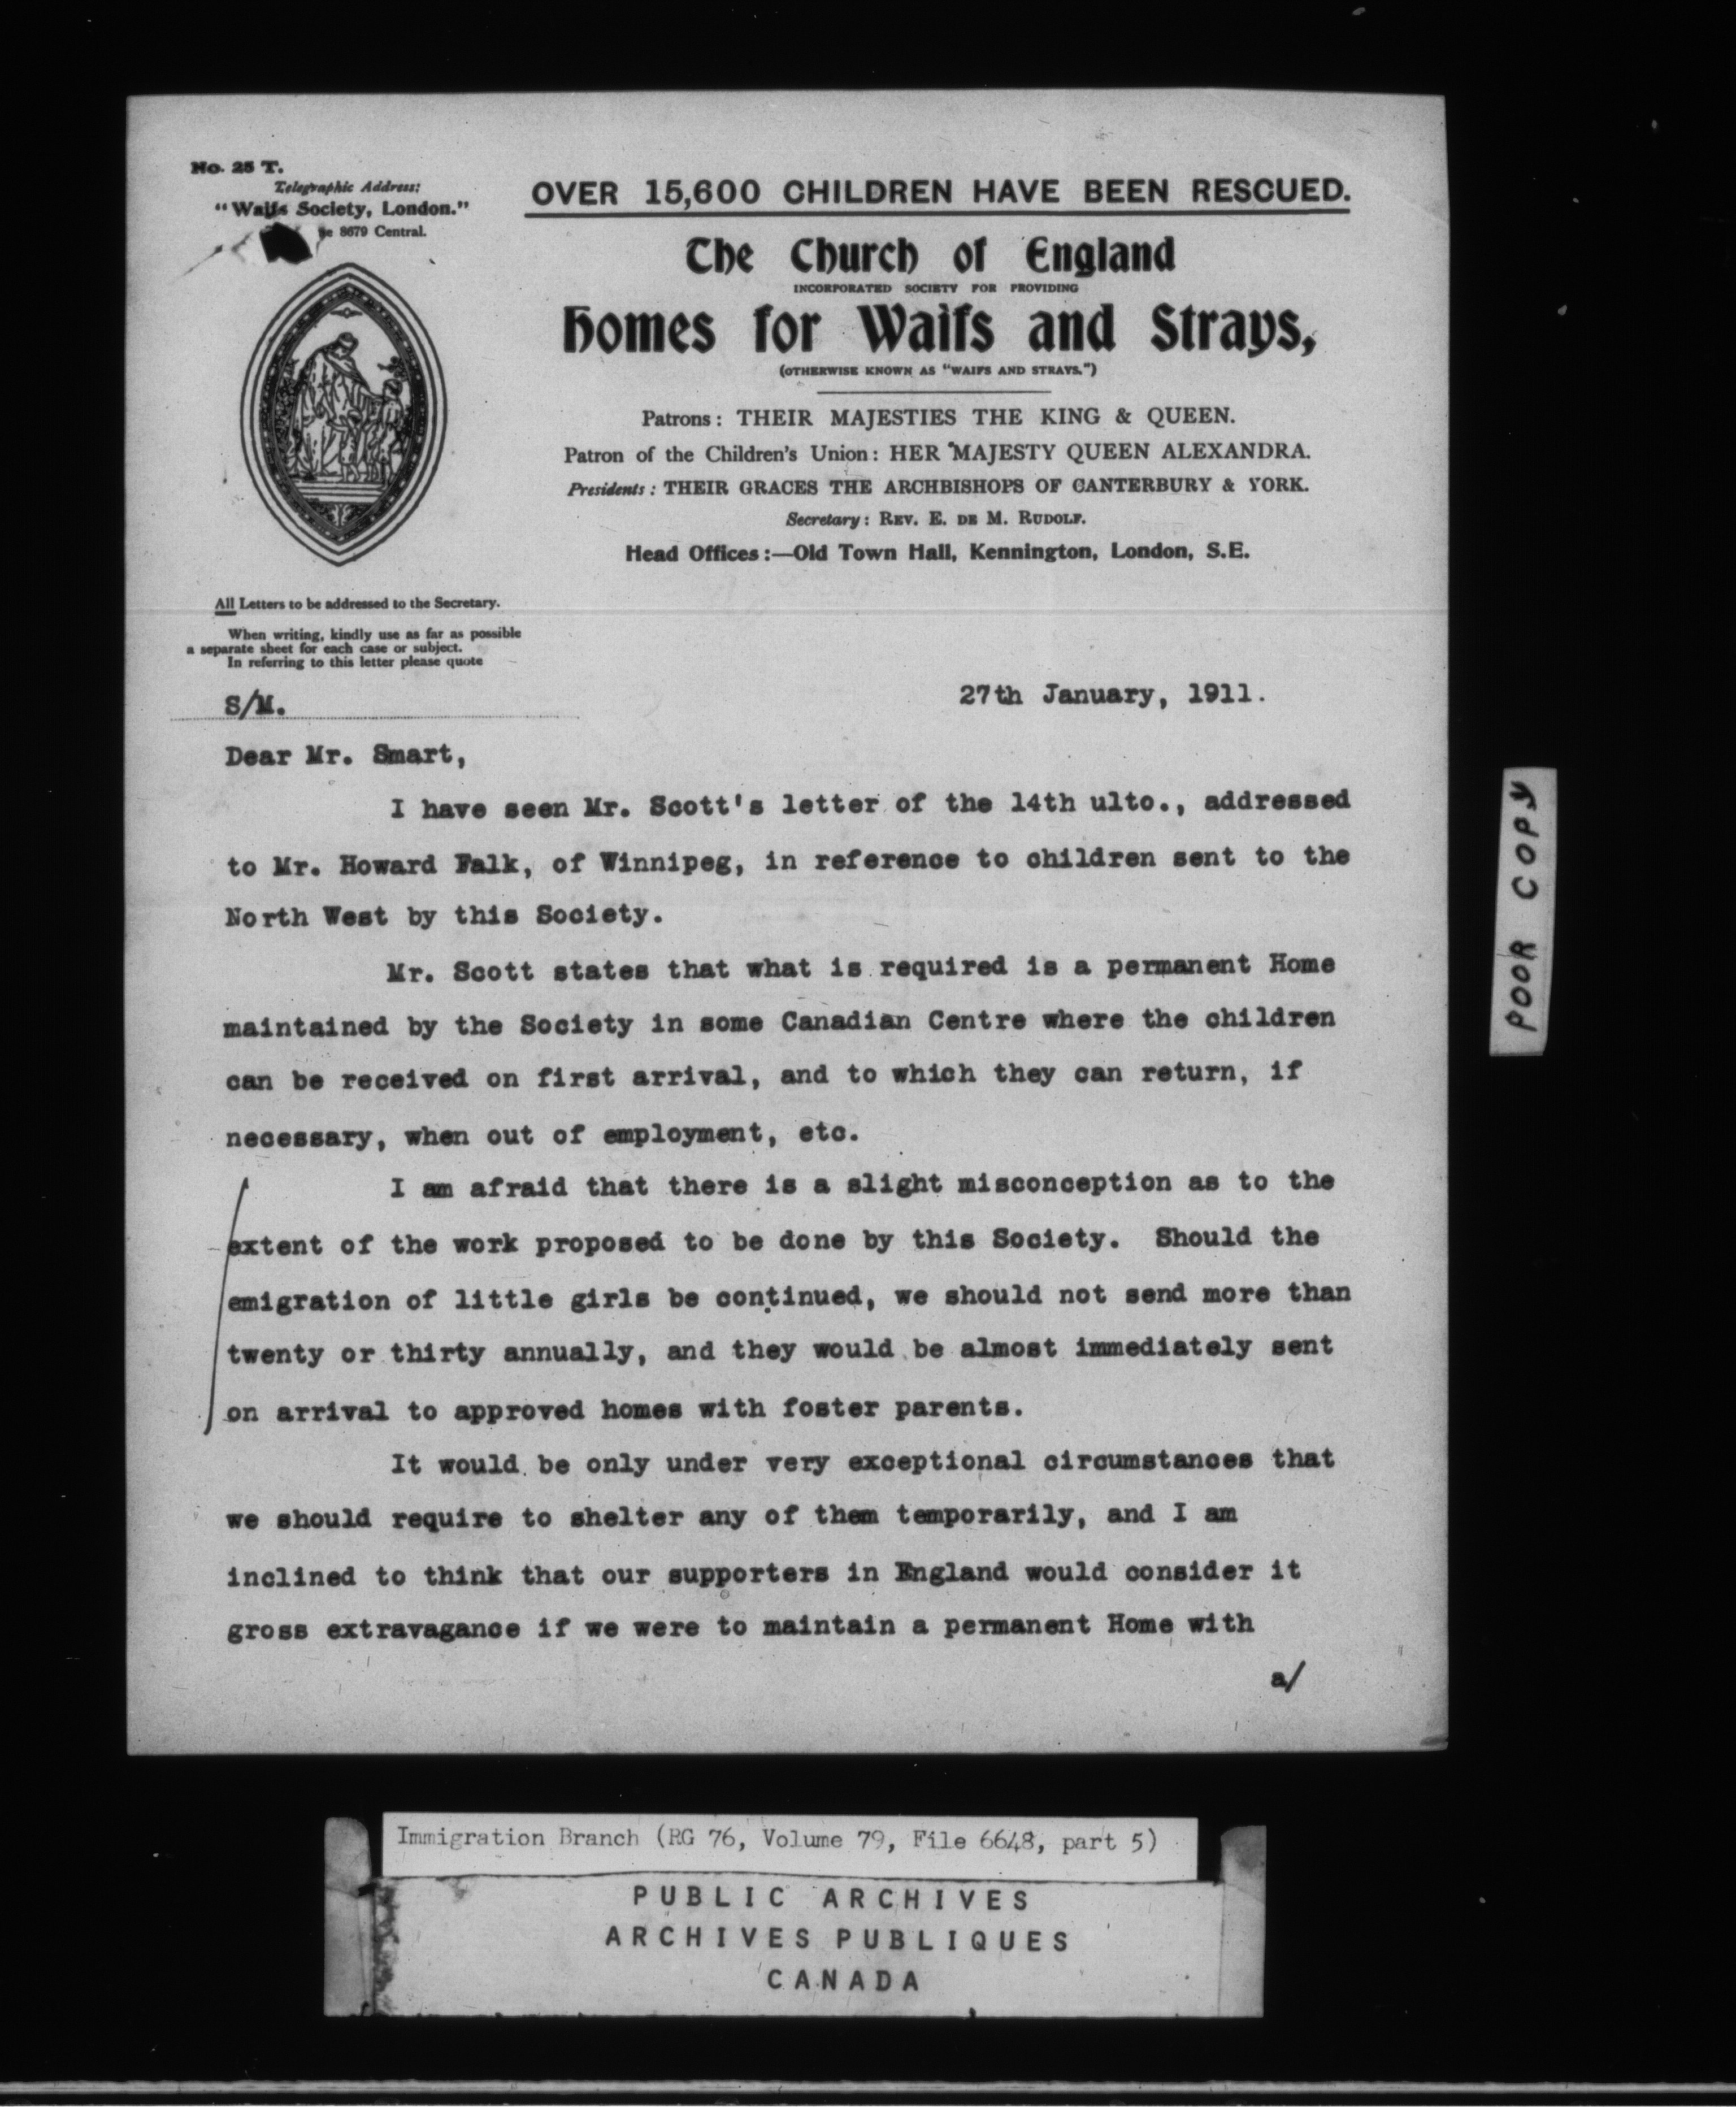 No. 25 T.
Telegraphic Address:
"Waifs Society, London."
8679 Central.
OVER 15,600 CHILDREN HAVE BEEN RESCUED.
The Church of England
INCORPORATED SOCIETY FOR PROVIDING
Homes for Waifs and Strays,
(OTHERWISE KNOWN AS "WAIFS AND STRAYS.")
Patrons: THEIR MAJESTIES THE KING & QUEEN.
Patron of the Children's Union: HER MAJESTY QUEEN ALEXANDRA.
Presidents: THEIR GRACES THE ARCHBISHOPS OF CANTERBURY & YORK.
Secretary: REV. E. DE M. RUDOLF.
Head Offices:—Old Town Hall, Kennington, London, S.E.
All Letters to be addressed to the Secretary.
When writing, kindly use as far as possible
a separate sheet for each case or subject.
In referring to this letter please quote
S/M.
27th January, 1911.
Dear Mr. Smart,
I have seen Mr. Scott's letter of the 14th ulto., addressed
to Mr. Howard Falk, of Winnipeg, in reference to children sent to the
North West by this Society.
Mr. Scott states that what is required is a permanent Home
maintained by the Society in some Canadian Centre where the children
can be received on first arrival, and to which they can return, if
necessary, when out of employment, etc.
I am afraid that there is a slight misconception as to the
extent of the work proposed to be done by this Society. Should the
emigration of little girls be continued, we should not send more than
twenty or thirty annually, and they would be almost immediately sent
on arrival to approved homes with foster parents.
It would be only under very exceptional circumstances that
we should require to shelter any of them temporarily, and I am
inclined to think that our supporters in England would consider it
gross extravagance if we were to maintain a permanent Home with
a/
POOR COPY
Immigration Branch (RG 76, Volume 79, File 6648, part 5)
PUBLIC ARCHIVES
ARCHIVES PUBLIQUES
CANADA